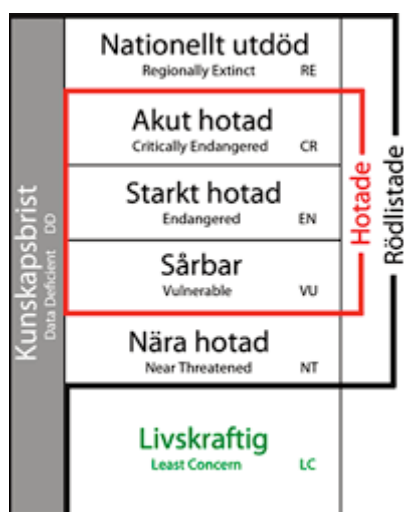 Nationellt utdöd
Regionally Extinct RE
Akut hotad
Critically Endangered CR
Starkt hotad
Endangered EN
Sårbar
Vulnerable VU
Nära hotad
Near Threatened NT
Livskraftig
Least Concern LC
Kunskapsbrist
Data Deficient DD
Hotade
Rödlistade